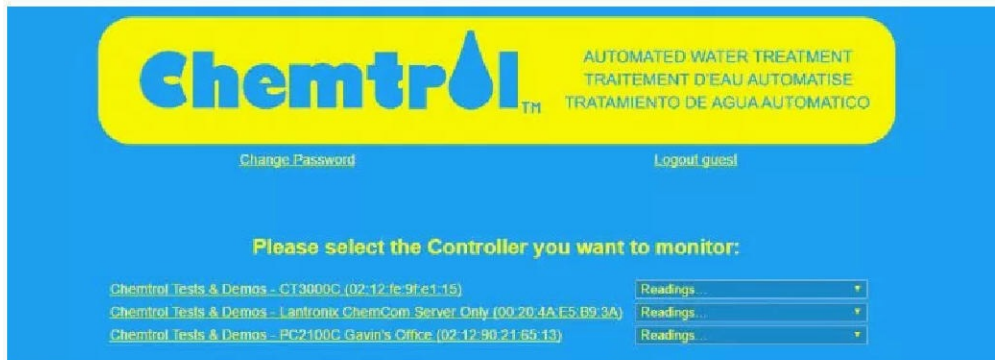 Chemtrol TM
AUTOMATED WATER TREATMENT
TRAITEMENT D'EAU AUTOMATISE
TRATAMIENTO DE AGUA AUTOMATICO
Change Password Logout guest
Please select the Controller you want to monitor:
Chemtrol Tests & Demos - CT3000C (02:12:fe:9f:e1:15) Readings...
Chemtrol Tests & Demos - Lantronix ChemCom Server Only (00:20:4A:E5:B9:3A) Readings...
Chemtrol Tests & Demos - PC2100C Gavin's Office (02:12:90:21:65:13) Readings...